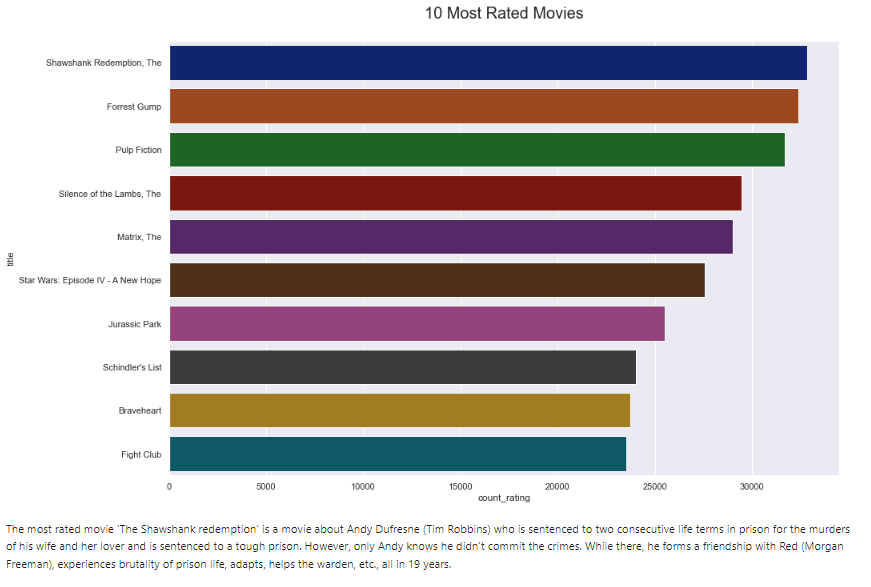 10 Most Rated Movies
Shawshank Redemption, The
Forrest Gump
Pulp Fiction
Silence of the Lambs, The
Matrix, The
title
Star Wars: Episode IV - A New Hope
Jurassic Park
Schindler's List
Braveheart
Fight Club
0 5000 10000 15000 20000 25000 30000
count_rating
The most rated movie 'The Shawshank redemption' is a movie about Andy Dufresne (Tim Robbins) who is sentenced to two consecutive life terms in prison for the murders
of his wife and her lover and is sentenced to a tough prison. However, only Andy knows he didn't commit the crimes. While there, he forms a friendship with Red (Morgan
Freeman), experiences brutality of prison life, adapts, helps the warden, etc., all in 19 years.